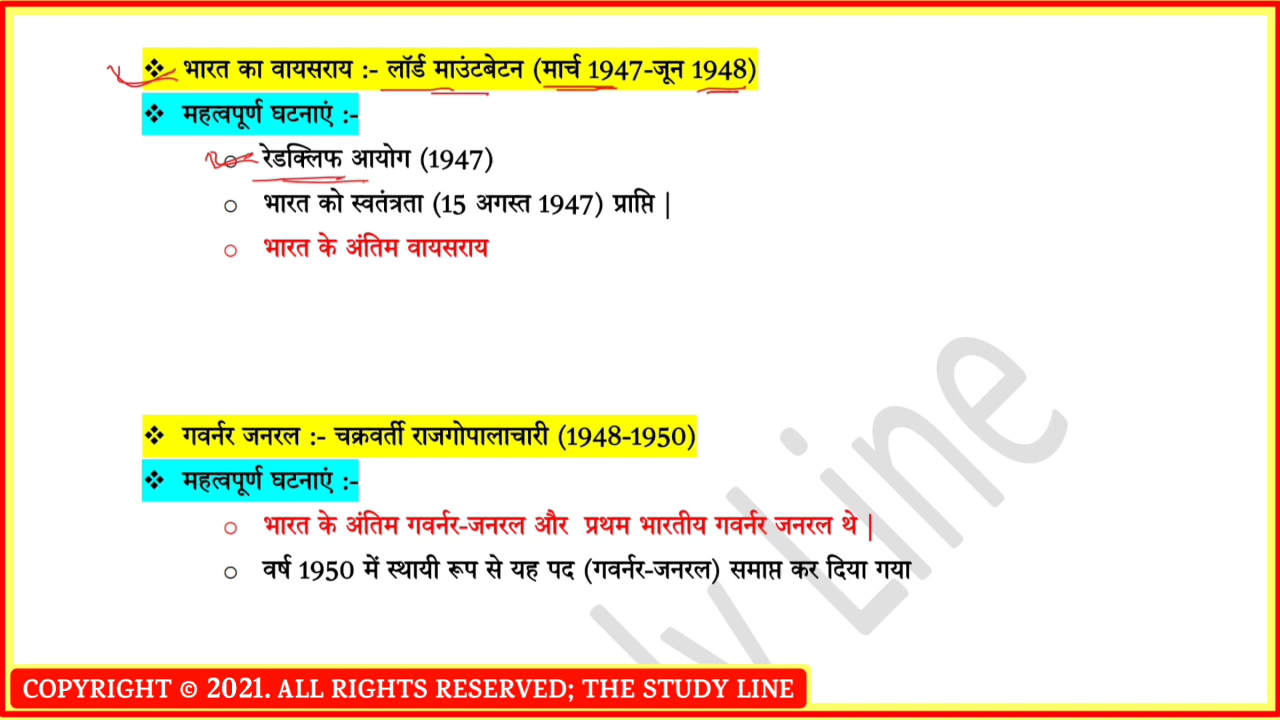 ❖ भारत का वायसराय :- लॉर्ड माउंटबेटन (मार्च 1947-जून 1948)
❖ महत्वपूर्ण घटनाएं :-
o रेडक्लिफ आयोग (1947)
o भारत को स्वतंत्रता (15 अगस्त 1947) प्राप्ति |
o भारत के अंतिम वायसराय
❖ गवर्नर जनरल :- चक्रवर्ती राजगोपालाचारी (1948-1950)
❖ महत्वपूर्ण घटनाएं :-
o भारत के अंतिम गवर्नर-जनरल और प्रथम भारतीय गवर्नर जनरल थे |
o वर्ष 1950 में स्थायी रूप से यह पद (गवर्नर-जनरल) समाप्त कर दिया गया
dy Line
COPYRIGHT © 2021. ALL RIGHTS RESERVED; THE STUDY LINE